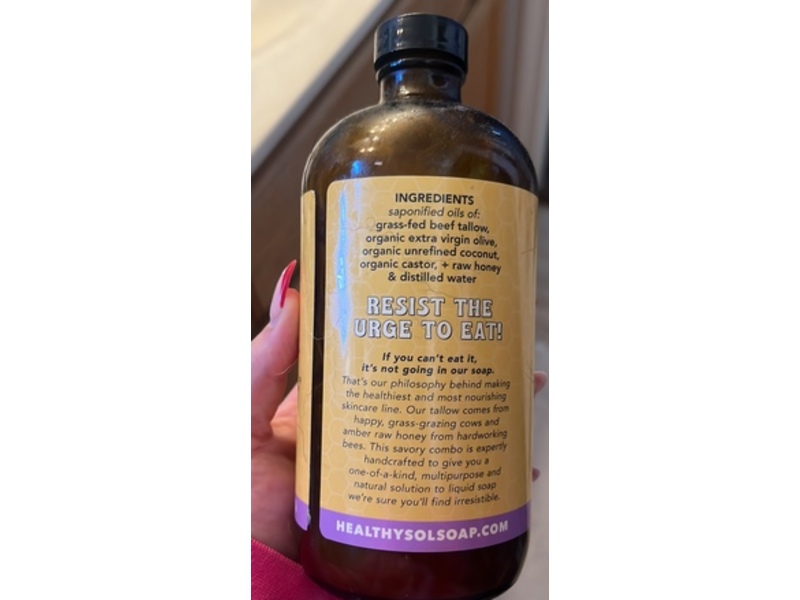 INGREDIENTS
saponified oils of:
grass-fed beef tallow,
organic extra virgin olive,
organic unrefined coconut,
organic castor, + raw honey
& distilled water
RESIST THE
URGE TO EAT!
If you can't eat it,
it's not going in our soap.
That's our philosophy behind making
the healthiest and most nourishing
skincare line. Our tallow comes from
happy, grass-grazing cows and
amber raw honey from hardworking
bees. This savory combo is expertly
handcrafted to give you a
one-of-a-kind, multipurpose and
natural solution to liquid soap
we're sure you'll find irresistible.
HEALTHYSOLSOAP.COM